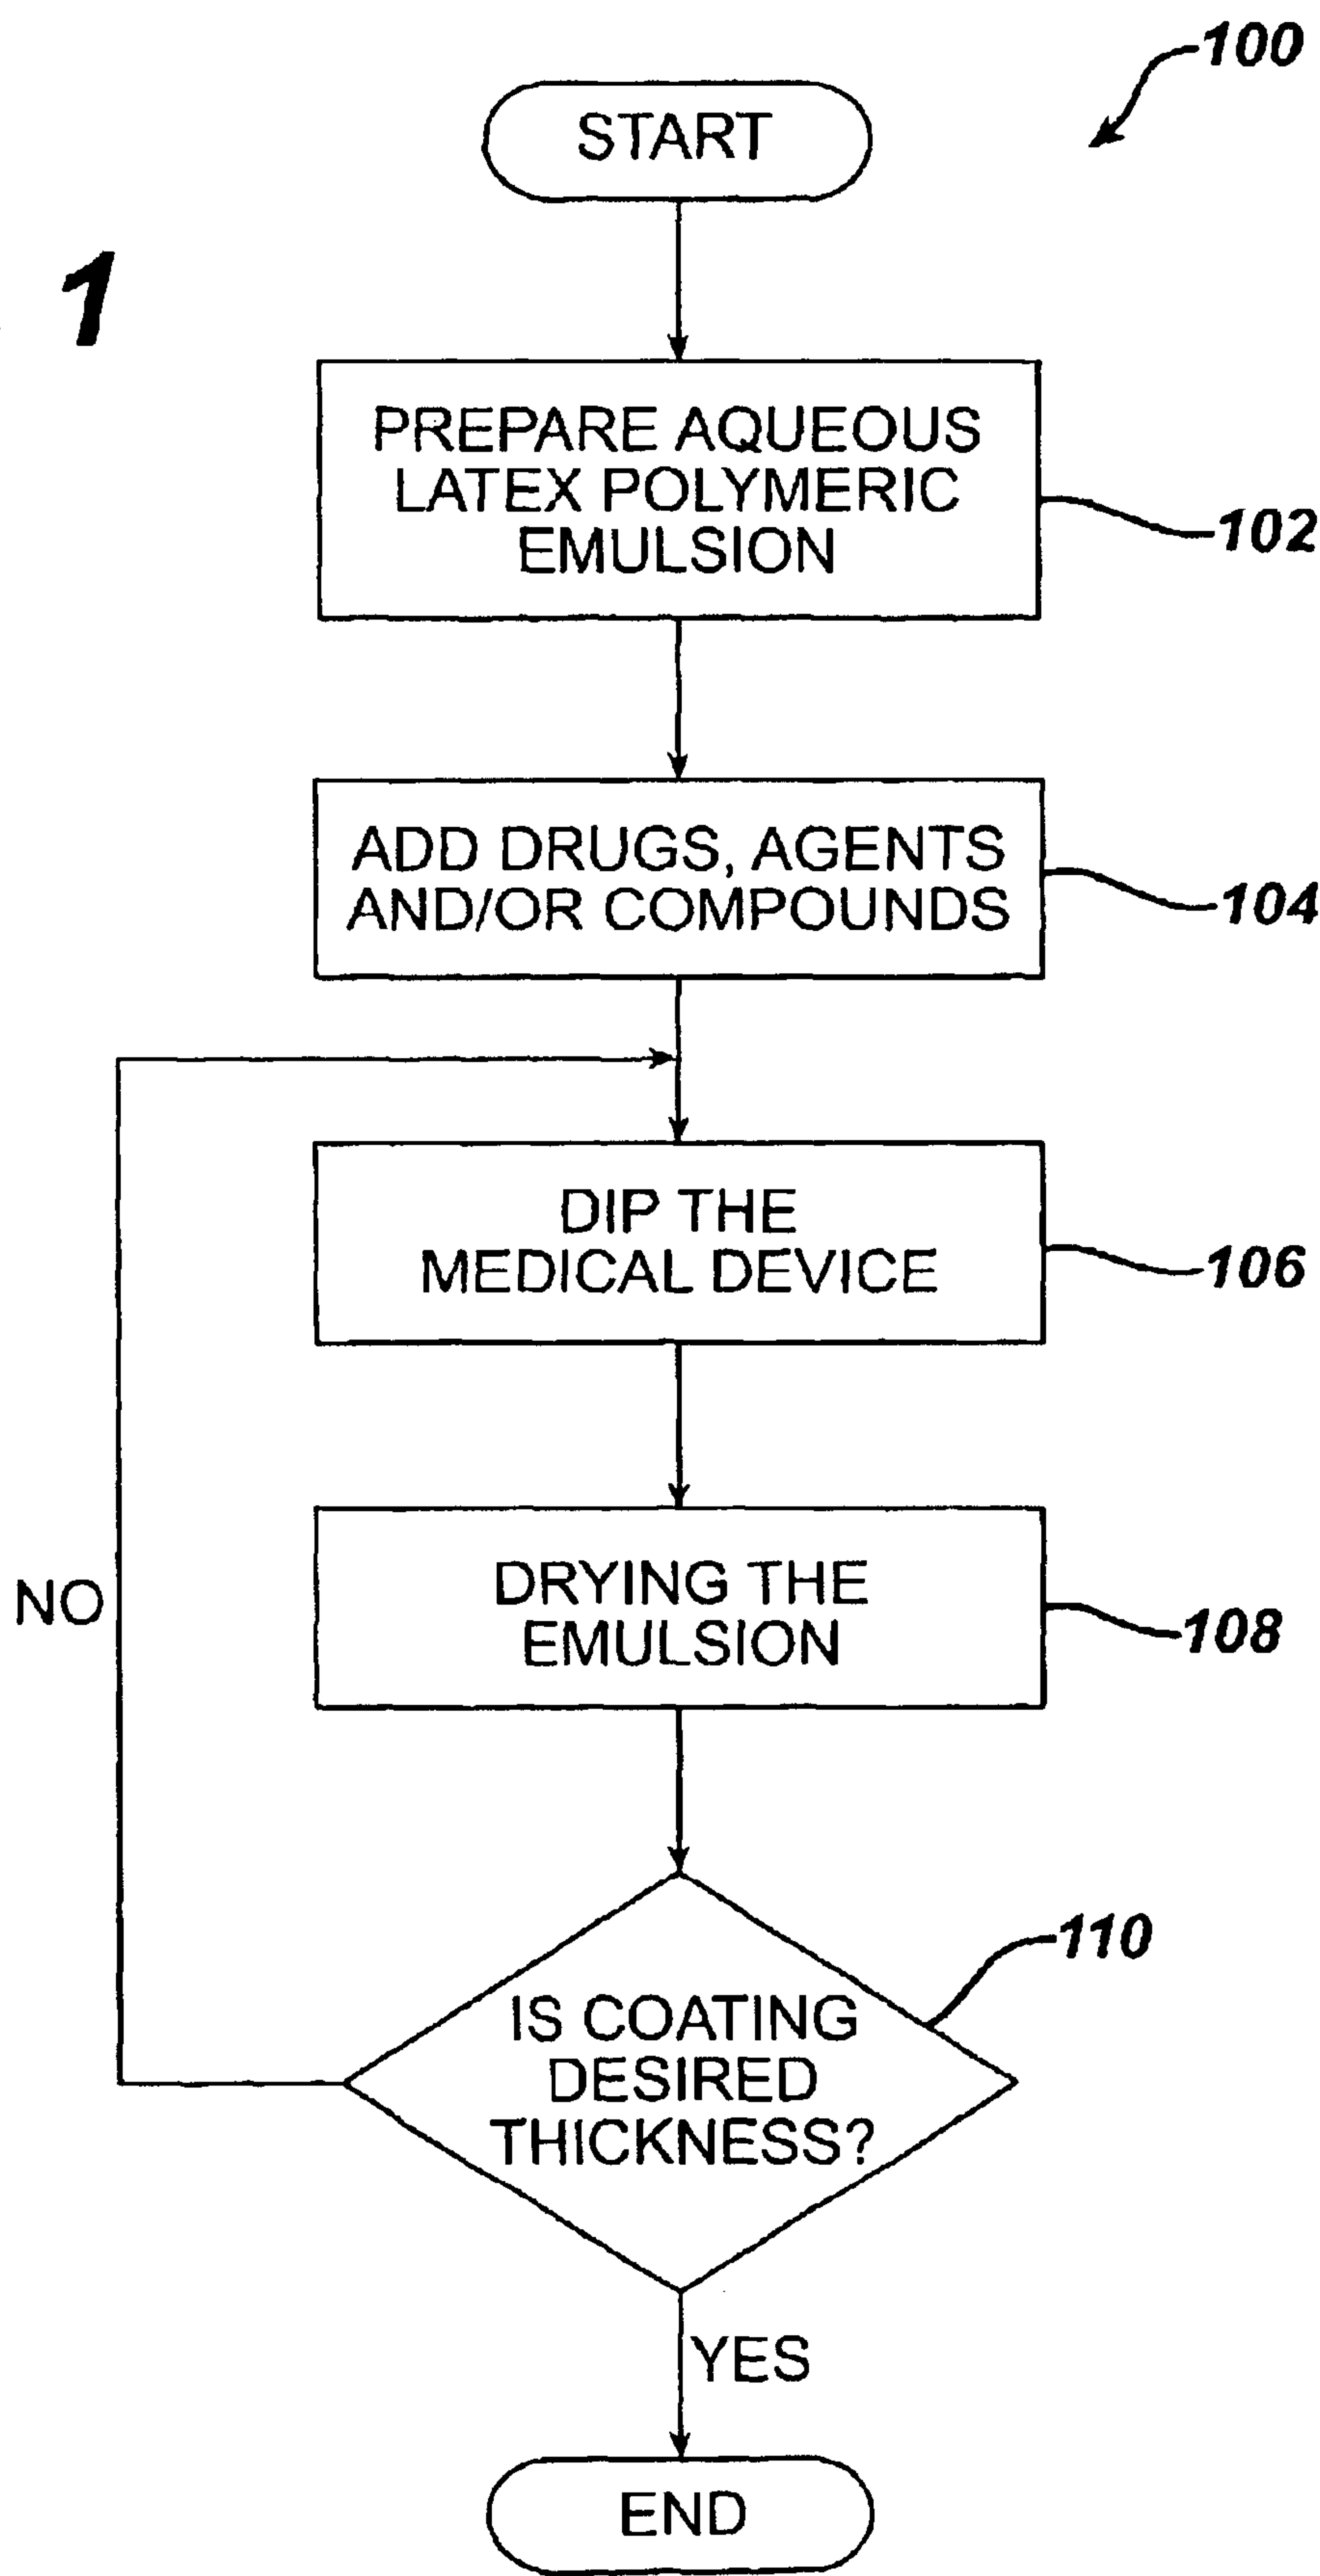 100
START
1
PREPARE AQUEOUS
LATEX POLYMERIC
EMULSION
102
ADD DRUGS, AGENTS
AND/OR COMPOUNDS
104
DIP THE
MEDICAL DEVICE
106
DRYING THE
EMULSION
108
NO
110
IS COATING
DESIRED
THICKNESS?
YES
END